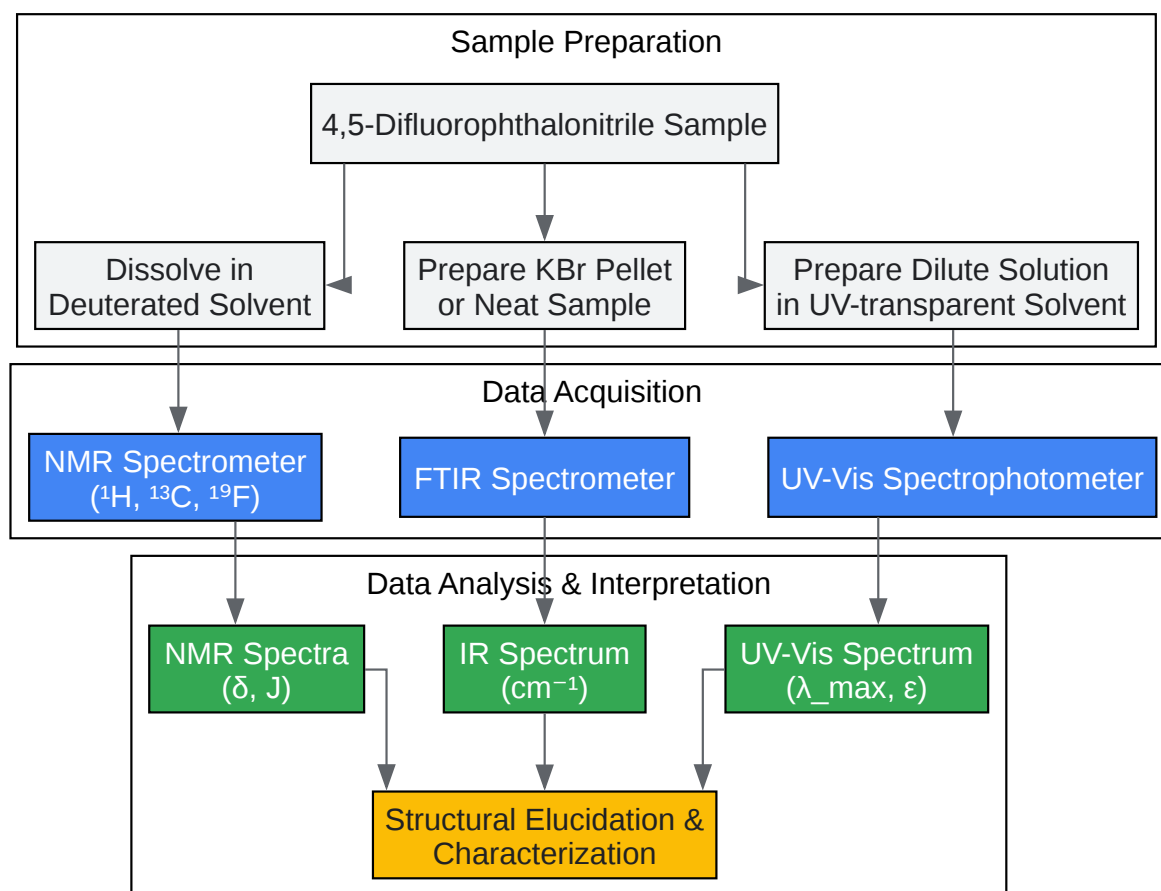 Sample Preparation
4,5-Difluorophthalonitrile Sample
Dissolve in
Deuterated Solvent
Prepare KBr Pellet
or Neat Sample
Prepare Dilute Solution
in UV-transparent Solvent
Data Acquisition
NMR Spectrometer
(¹H, ¹³C, ¹⁹F)
FTIR Spectrometer
UV-Vis Spectrophotometer
Data Analysis & Interpretation
NMR Spectra
(δ, J)
IR Spectrum
(cm⁻¹)
UV-Vis Spectrum
(λ_max, ε)
Structural Elucidation &
Characterization